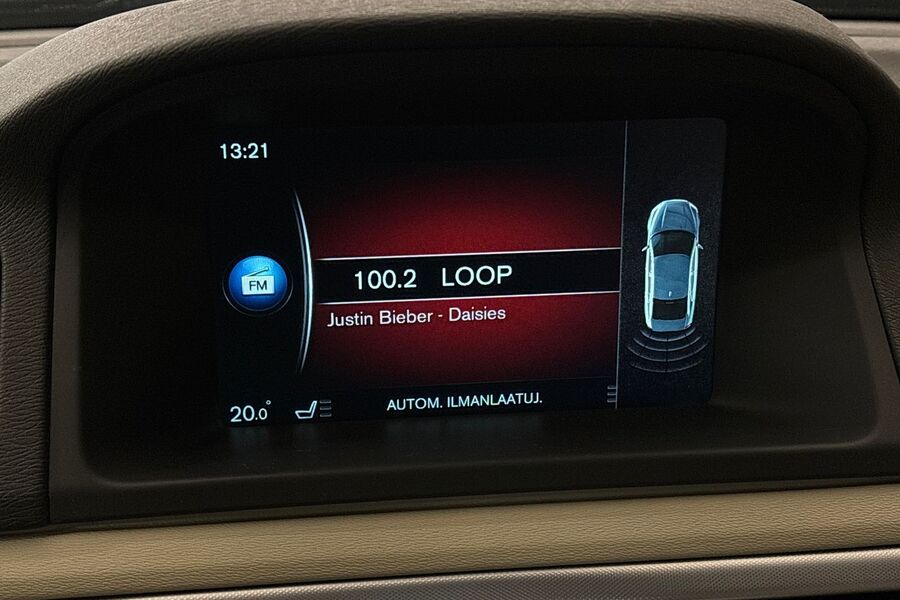 13:21
FM
100.2 LOOP
Justin Bieber - Daisies
20.0°
AUTOM. ILMANLAATUJ.